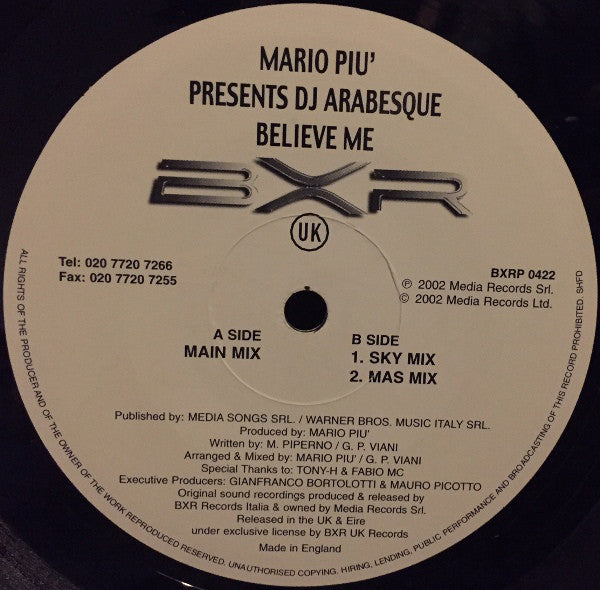 MARIO PIU'
PRESENTS DJ ARABESQUE
BELIEVE ME
BXR
UK
Tel: 020 7720 7266
Fax: 020 7720 7255
BXRP 0422
℗ 2002 Media Records Srl.
© 2002 Media Records Ltd.
A SIDE
MAIN MIX
B SIDE
1. SKY MIX
2. MAS MIX
Published by: MEDIA SONGS SRL. / WARNER BROS. MUSIC ITALY SRL.
Produced by: MARIO PIU'
Written by: M. PIPERNO / G. P. VIANI
Arranged & Mixed by: MARIO PIU' / G. P. VIANI
Special Thanks to: TONY-H & FABIO MC
Executive Producers: GIANFRANCO BORTOLOTTI & MAURO PICOTTO
Original sound recordings produced & released by
BXR Records Italia & owned by Media Records Srl.
Released in the UK & Eire
under exclusive license by BXR UK Records
Made in England
ALL RIGHTS OF THE PRODUCER AND OF THE OWNER OF THE WORK REPRODUCED RESERVED. UNAUTHORISED COPYING. HIRING, LENDING, PUBLIC PERFORMANCE AND BROADCASTING OF THIS RECORD PROHIBITED. SHFD